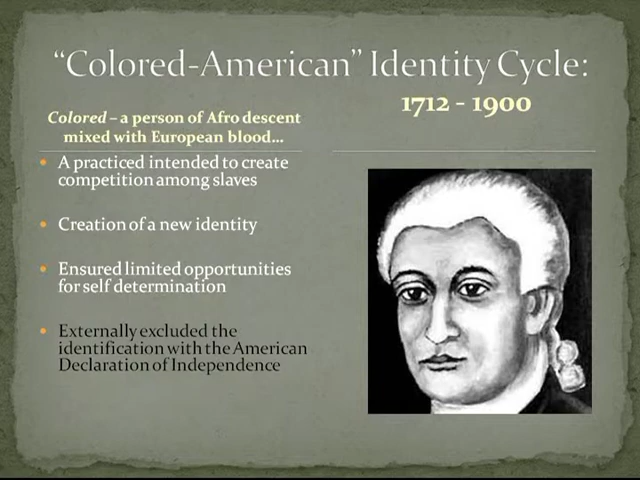 “Colored-American” Identity Cycle:
1712 - 1900
Colored – a person of Afro descent
mixed with European blood…
• A practiced intended to create
competition among slaves
• Creation of a new identity
• Ensured limited opportunities
for self determination
• Externally excluded the
identification with the American
Declaration of Independence